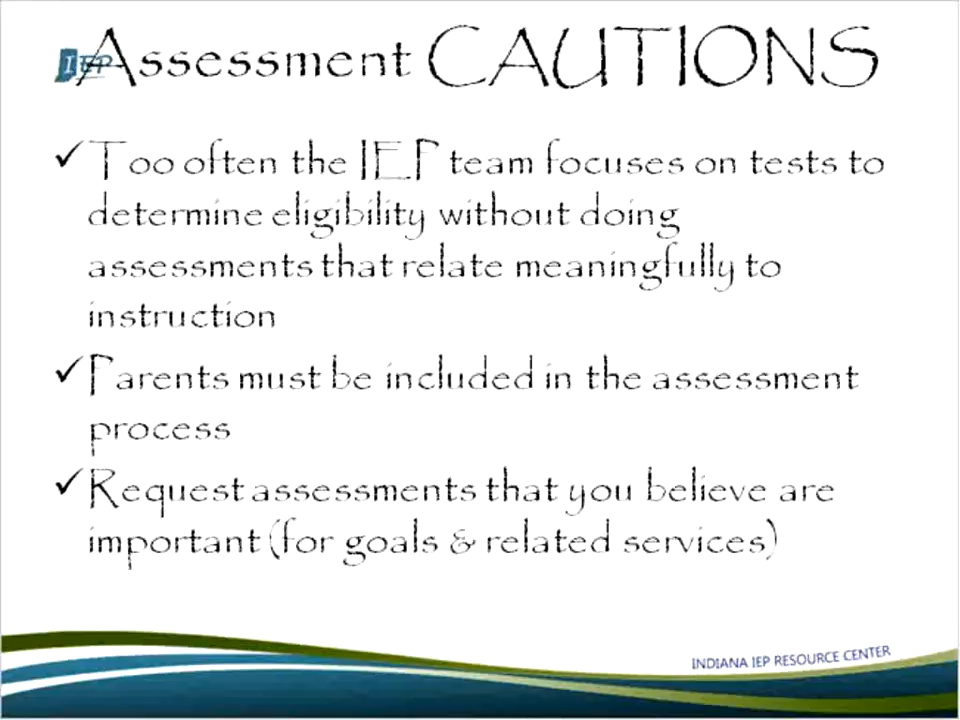 IEP
Assessment CAUTIONS
✓ Too often the IEP team focuses on tests to
determine eligibility without doing
assessments that relate meaningfully to
instruction
✓ Parents must be included in the assessment
process
✓ Request assessments that you believe are
important (for goals & related services)
INDIANA IEP RESOURCE CENTER